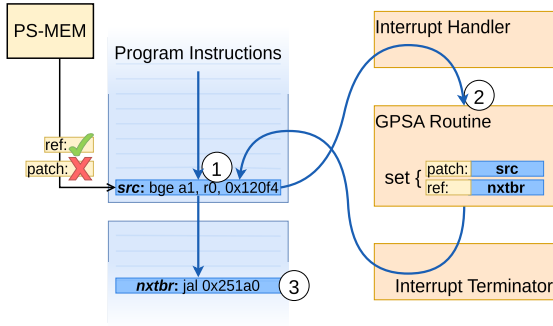 PS-MEM
Program Instructions
ref:
patch:
1
src: bge a1, r0, 0x120f4
nxtbr: jal 0x251a0
3
Interrupt Handler
2
GPSA Routine
set {
patch: src
ref: nxtbr
Interrupt Terminator